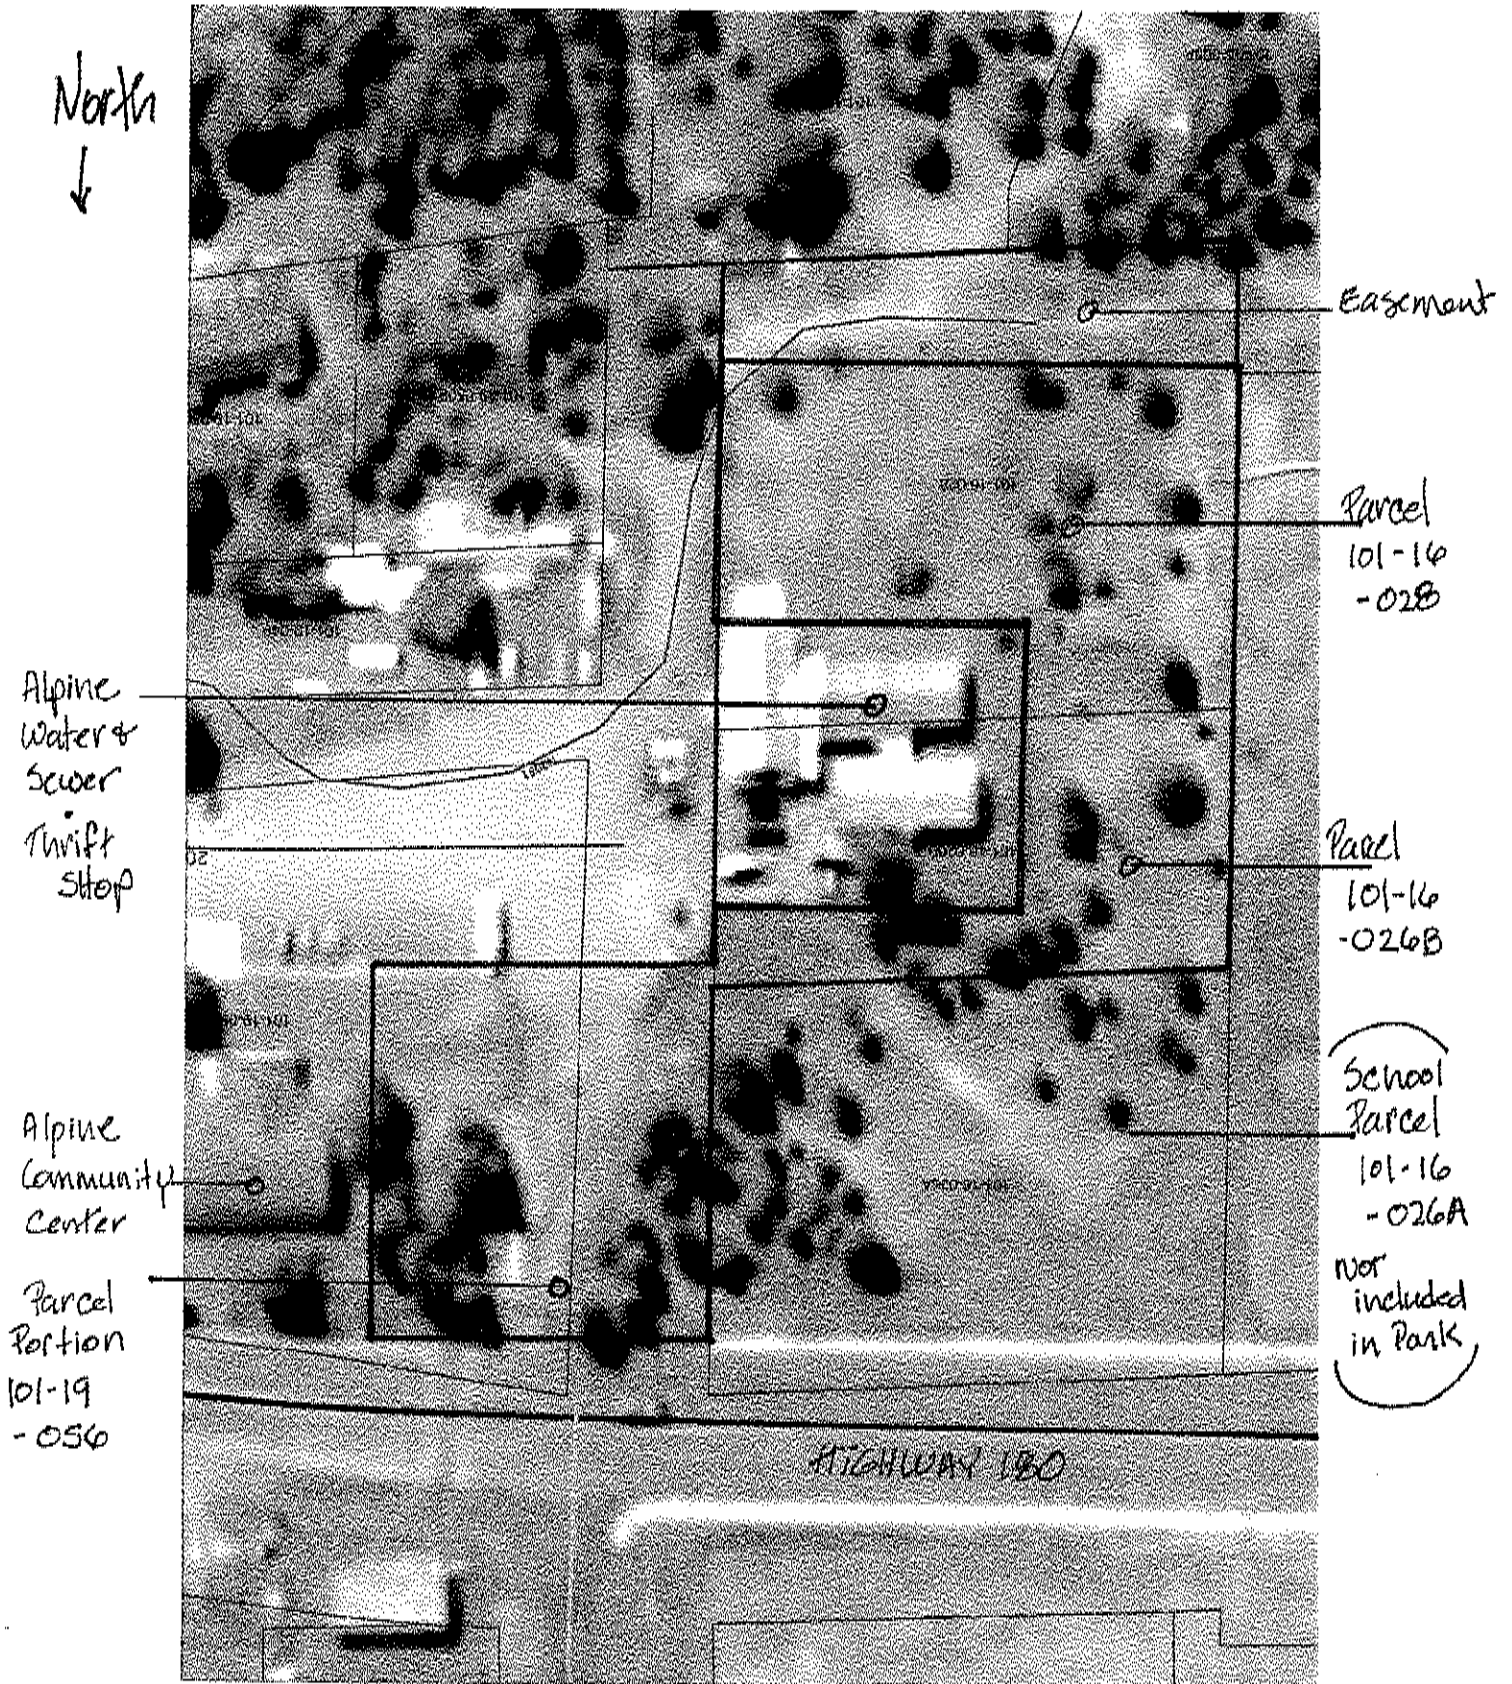 North
Easement
Parcel
101-16
-028
Alpine
Water &
Sewer
Thrift
Shop
Parcel
101-16
-026B
School
Parcel
101-16
-026A
Not
included
in Park
Alpine
Community
Center
Parcel
Portion
101-19
-056
HIGHWAY 180